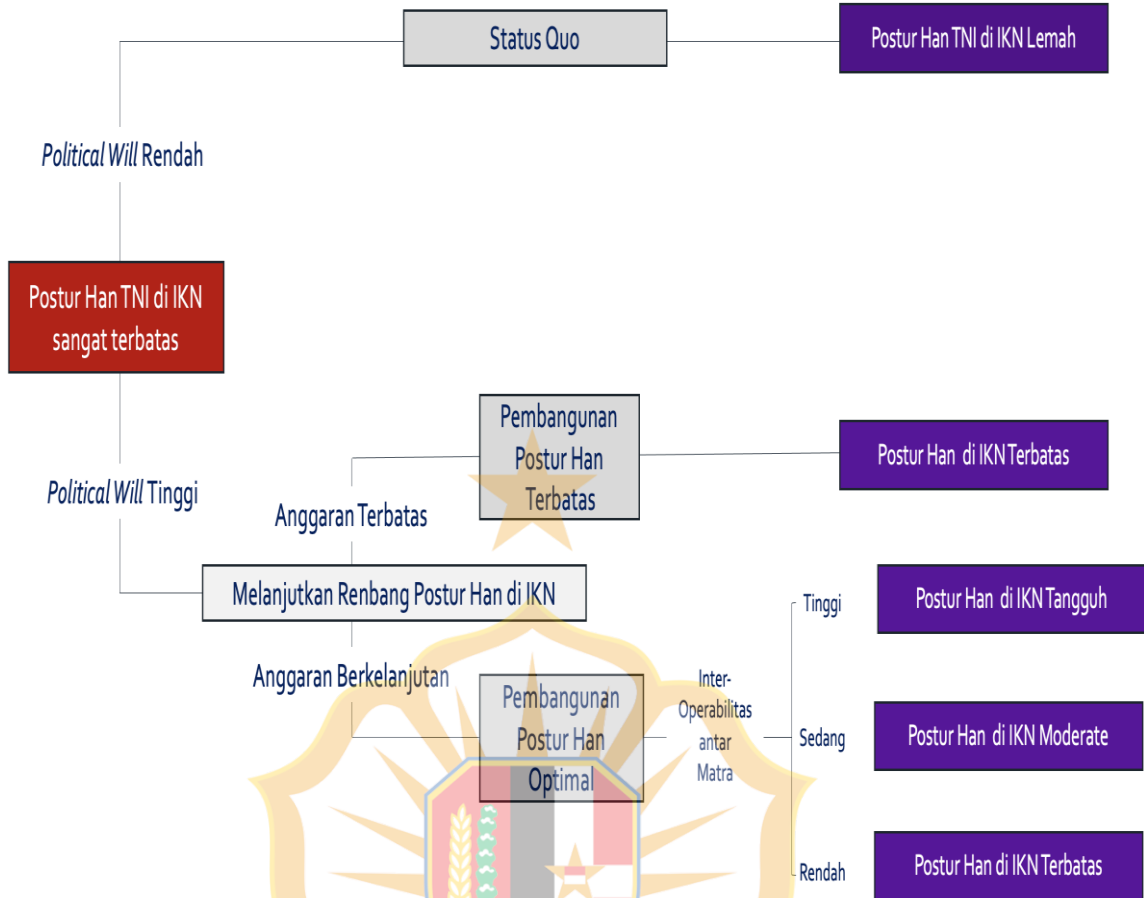 Status Quo
Postur Han TNI di IKN Lemah
Political Will Rendah
Postur Han TNI di IKN
sangat terbatas
Pembangunan
Postur Han
Terbatas
Postur Han di IKN Terbatas
Political Will Tinggi
Anggaran Terbatas
Melanjutkan Renbang Postur Han di IKN
Tinggi
Postur Han di IKN Tangguh
Anggaran Berkelanjutan
Pembangunan
Postur Han
Optimal
Inter-
Operabilitas
antar
Matra
Sedang
Postur Han di IKN Moderate
Rendah
Postur Han di IKN Terbatas